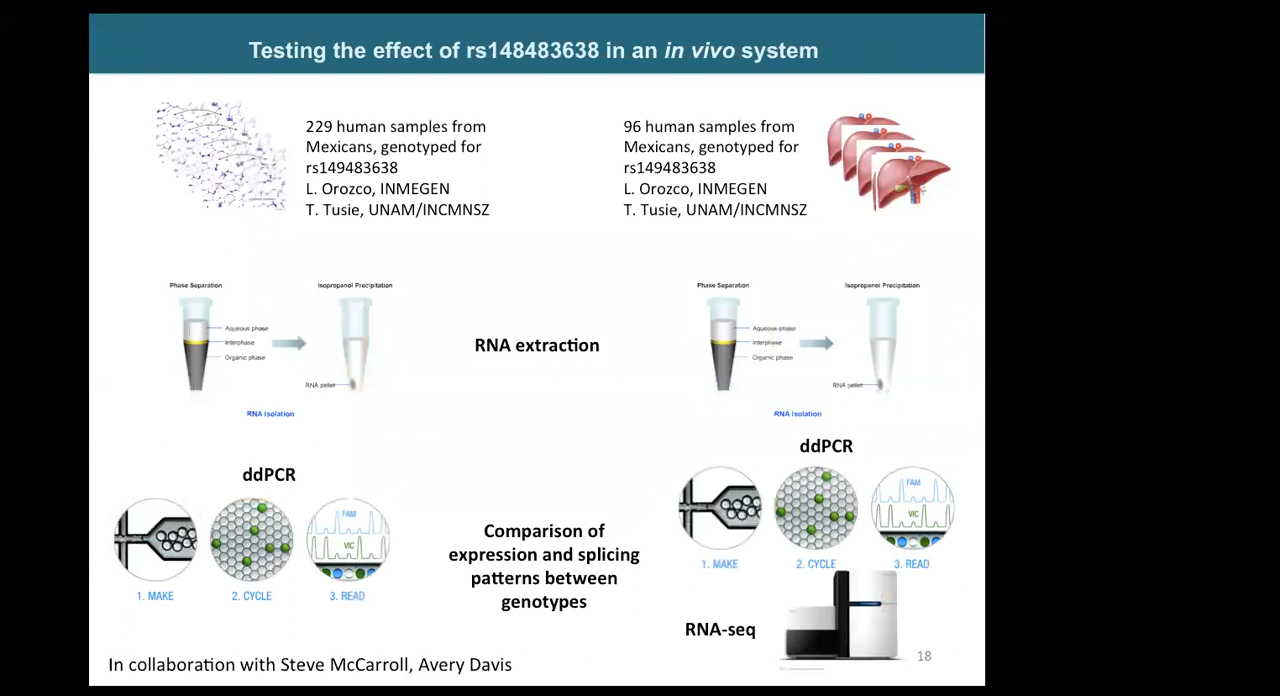 Testing the effect of rs148483638 in an in vivo system
229 human samples from
Mexicans, genotyped for
rs149483638
L. Orozco, INMEGEN
T. Tusie, UNAM/INCMNSZ
96 human samples from
Mexicans, genotyped for
rs149483638
L. Orozco, INMEGEN
T. Tusie, UNAM/INCMNSZ
Phase Separation
Isopropanol Precipitation
Aqueous phase
Interphase
Organic phase
RNA pellet
RNA Isolation
RNA extraction
Phase Separation
Isopropanol Precipitation
Aqueous phase
Interphase
Organic phase
RNA pellet
RNA Isolation
ddPCR
FAM
VIC
1. MAKE
2. CYCLE
3. READ
Comparison of
expression and splicing
patterns between
genotypes
ddPCR
FAM
VIC
1. MAKE
2. CYCLE
3. READ
RNA-seq
In collaboration with Steve McCarroll, Avery Davis
18